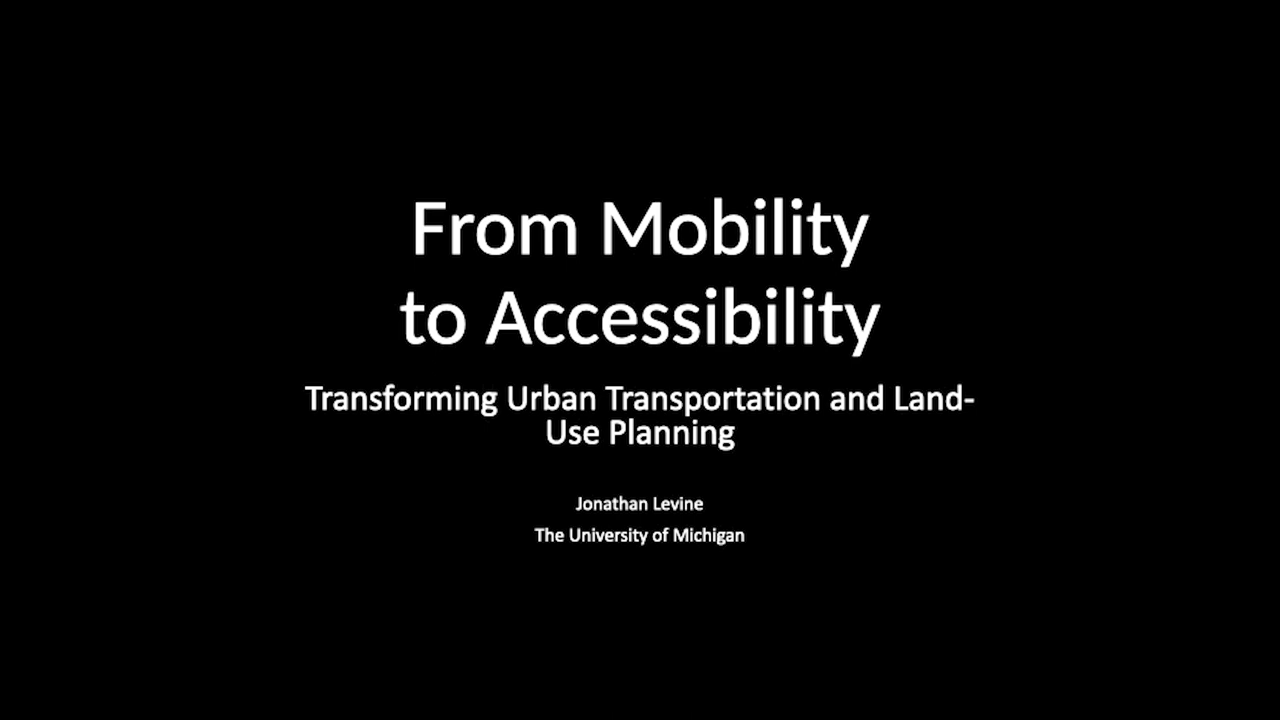 From Mobility
to Accessibility
Transforming Urban Transportation and Land-
Use Planning
Jonathan Levine
The University of Michigan